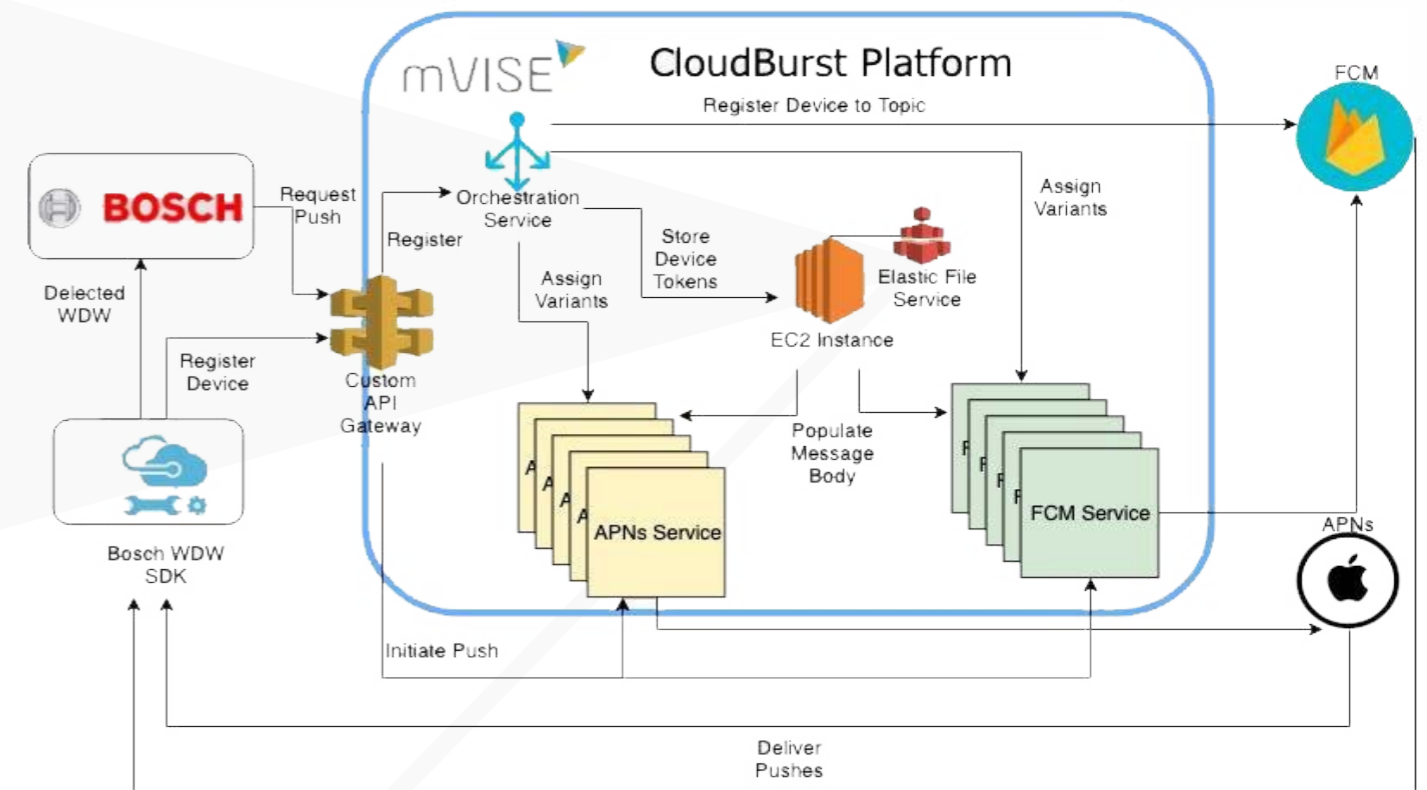 mVISE
CloudBurst Platform
FCM
Register Device to Topic
BOSCH
Request
Push
Register
Orchestration
Service
Assign
Variants
Store
Device
Tokens
Elastic File
Service
Assign
Variants
Delected
WDW
Register
Device
EC2 Instance
Custom
API
Gateway
Populate
Message
Body
A
A
A
A
APNs Service
F
F
F
F
FCM Service
APNs
Bosch WDW
SDK
Initiate Push
Deliver
Pushes